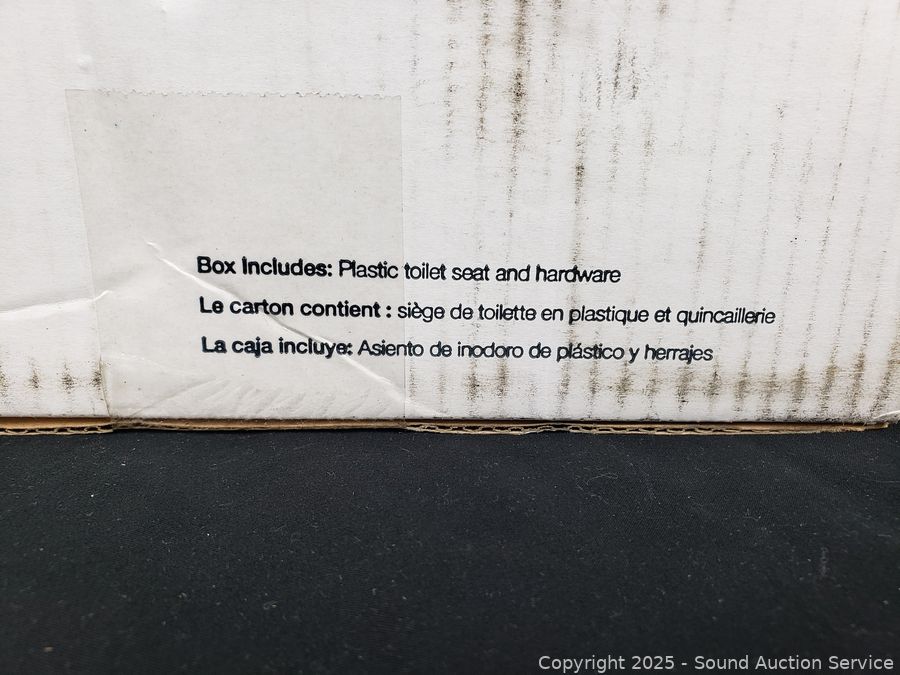 Box Includes: Plastic toilet seat and hardware
Le carton contient : siège de toilette en plastique et quincaillerie
La caja incluye: Asiento de inodoro de plástico y herrajes
Copyright 2025 - Sound Auction Service